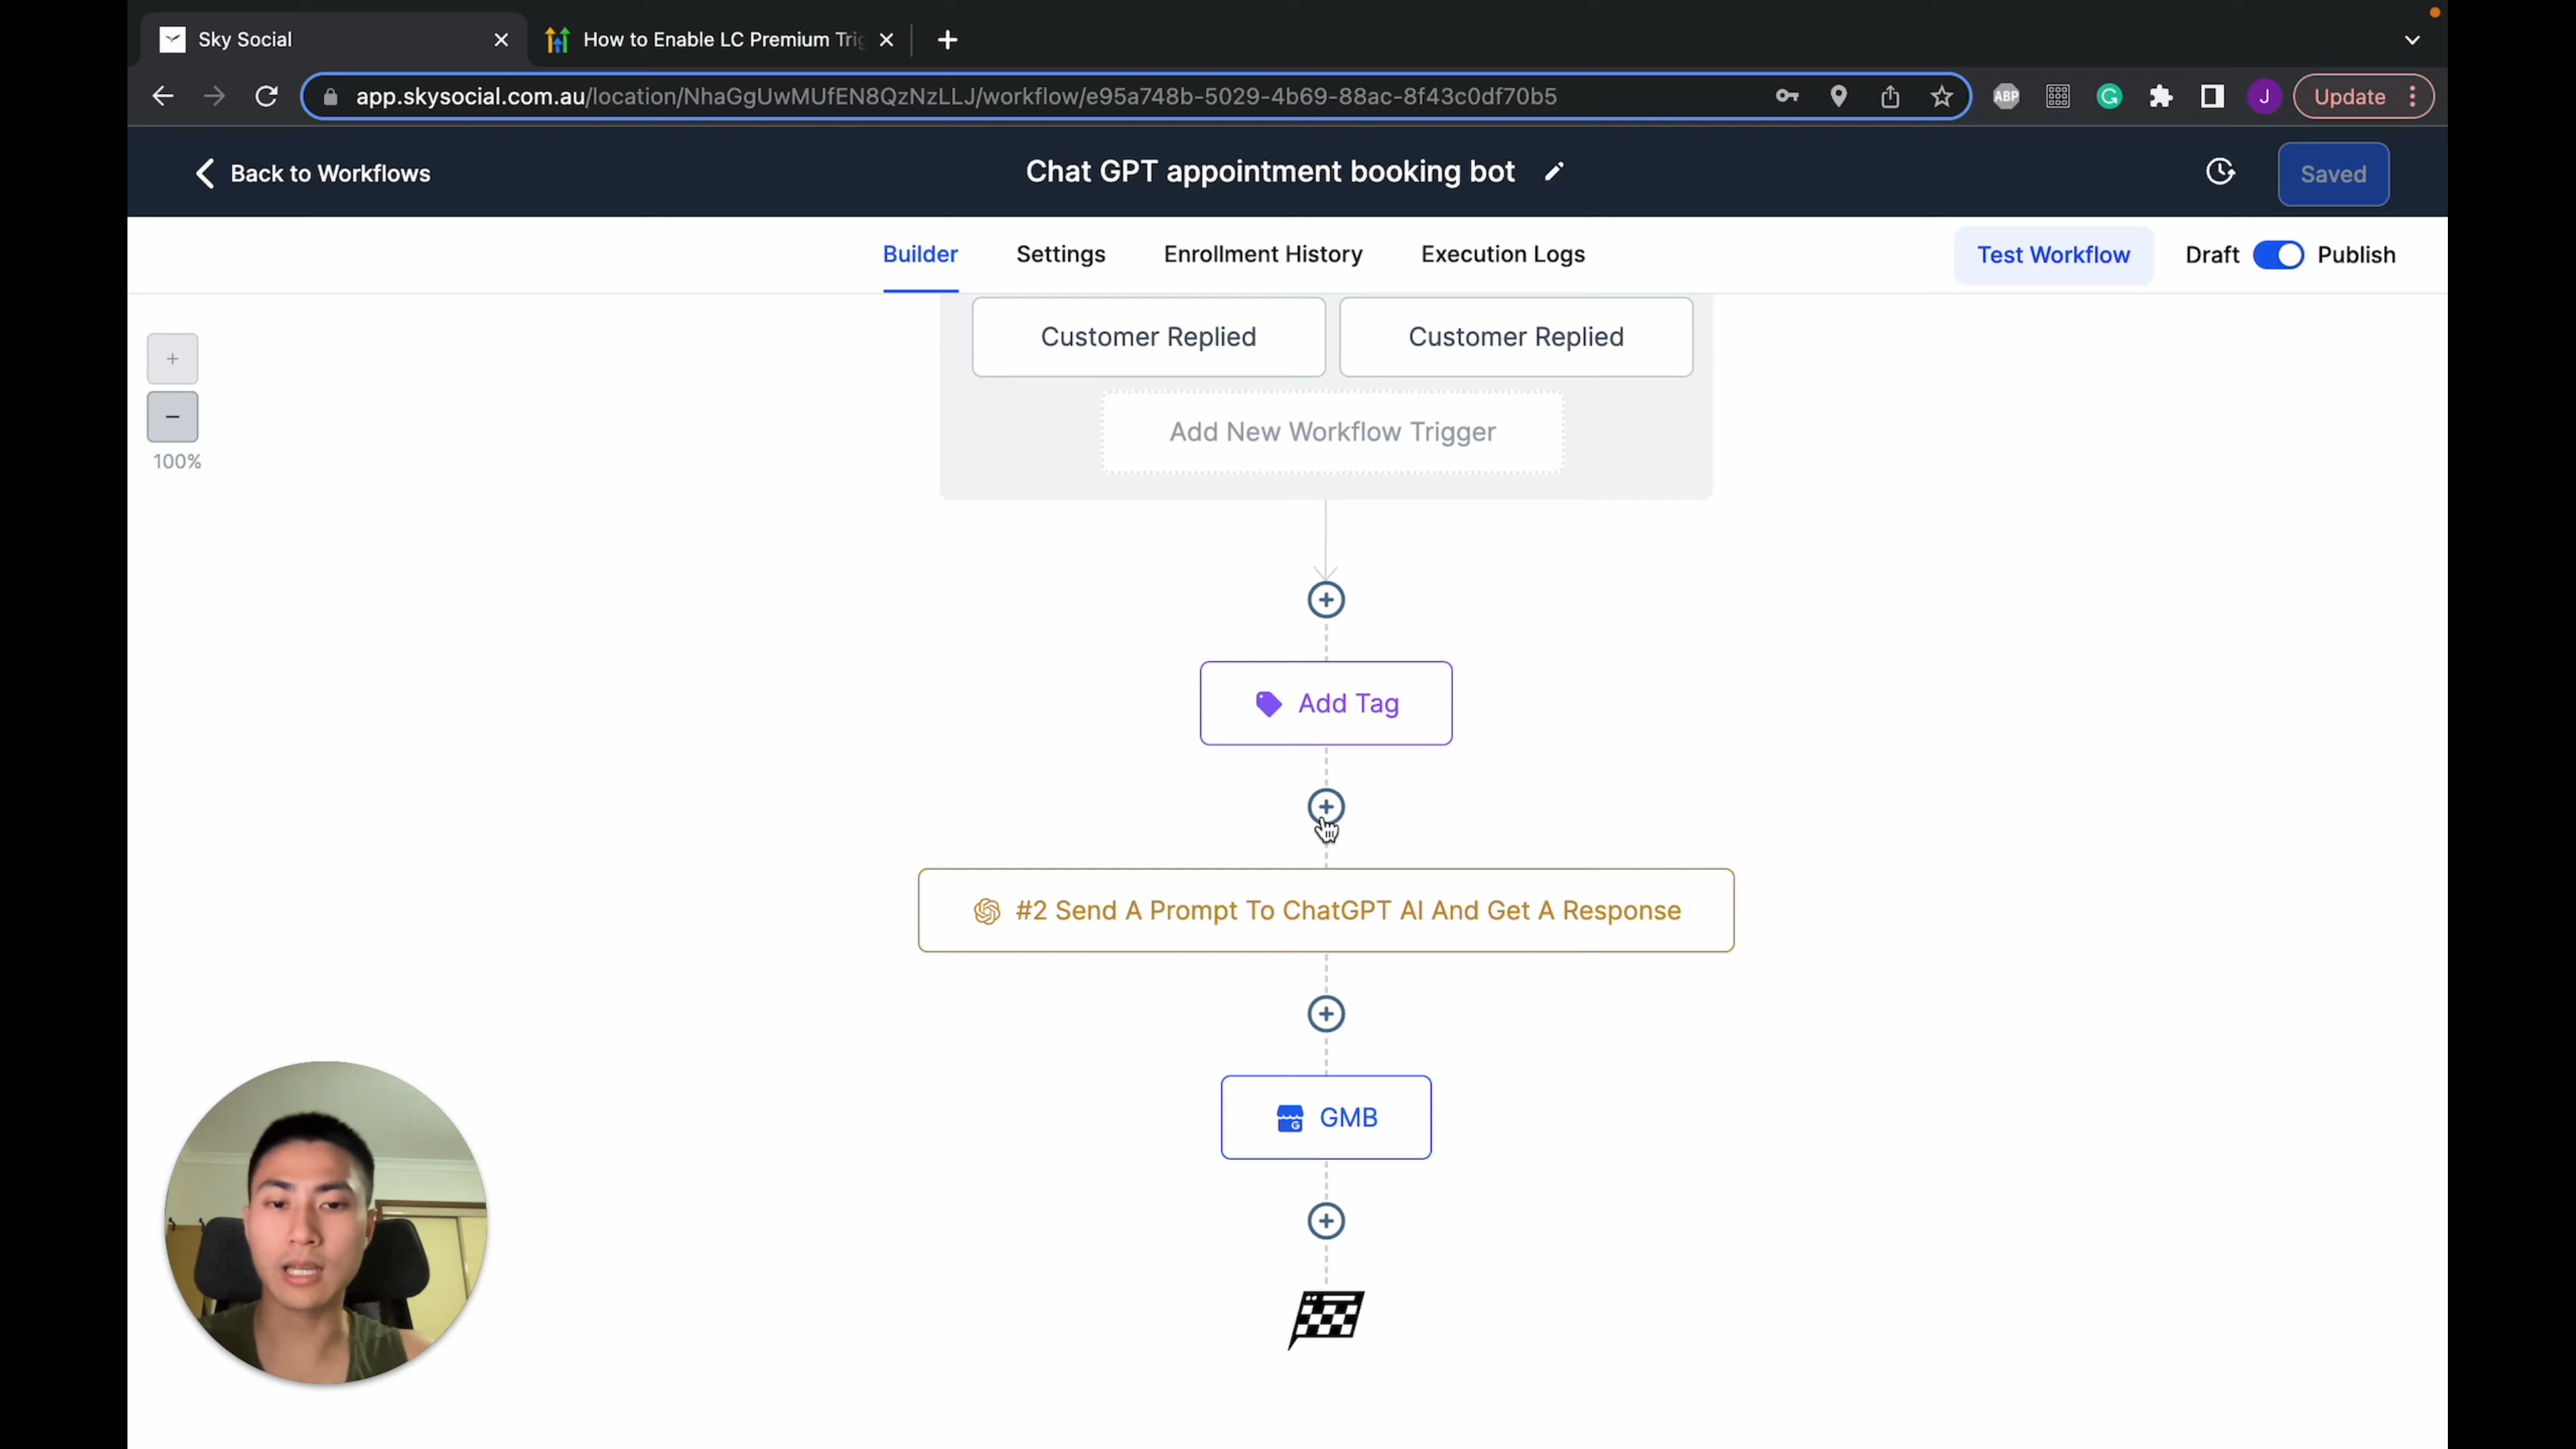 Sky Social
How to Enable LC Premium Trig
app.skysocial.com.au/location/NhaGgUwMUfEN8QzNzLLJ/workflow/e95a748b-5029-4b69-88ac-8f43c0df70b5
ABP
G
J
Update
Back to Workflows
Chat GPT appointment booking bot
Saved
Builder
Settings
Enrollment History
Execution Logs
Test Workflow
Draft
Publish
+
−
100%
Customer Replied
Customer Replied
Add New Workflow Trigger
Add Tag
#2 Send A Prompt To ChatGPT AI And Get A Response
GMB